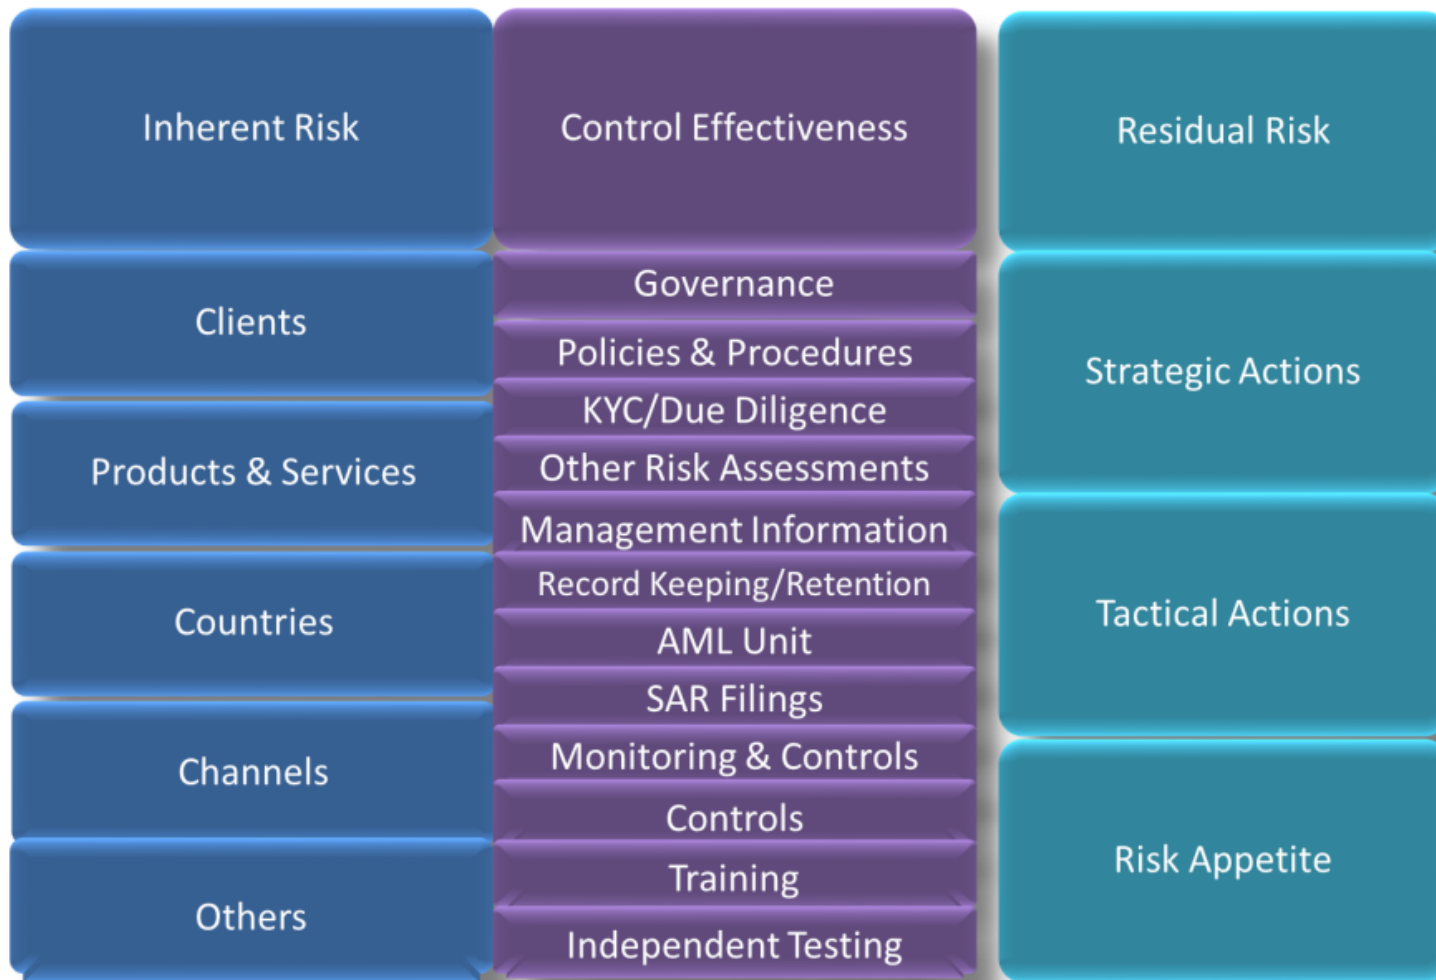 Inherent Risk
Clients
Products & Services
Countries
Channels
Others
Control Effectiveness
Governance
Policies & Procedures
KYC/Due Diligence
Other Risk Assessments
Management Information
Record Keeping/Retention
AML Unit
SAR Filings
Monitoring & Controls
Controls
Training
Independent Testing
Residual Risk
Strategic Actions
Tactical Actions
Risk Appetite